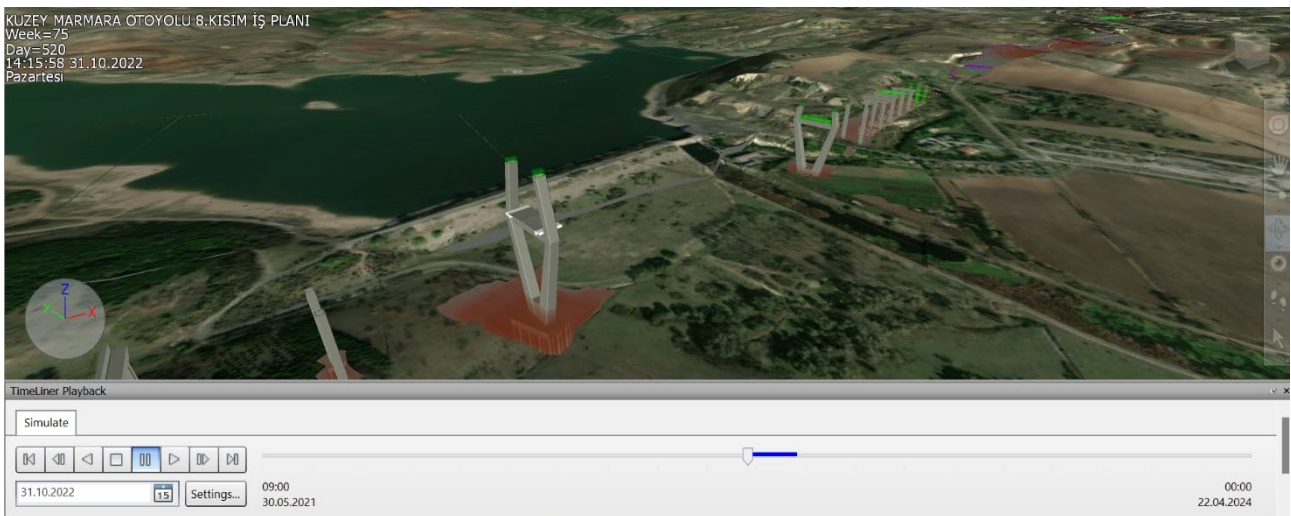 KUZEY MARMARA OTOYOLU 8.KISIM İŞ PLANI
Week=75
Day=520
14:15:58 31.10.2022
Pazartesi
Z
Y
X
TimeLiner Playback
Simulate
31.10.2022
15
Settings...
09:00
30.05.2021
00:00
22.04.2024